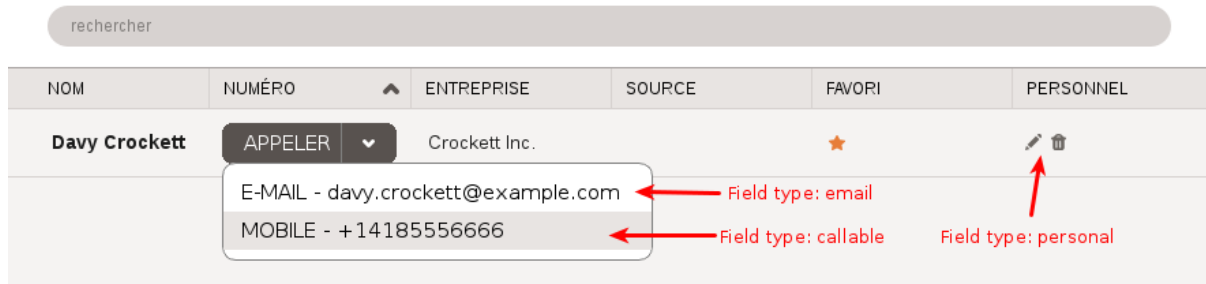 rechercher
NOM NUMÉRO ENTREPRISE SOURCE FAVORI PERSONNEL
Davy Crockett APPELER Crockett Inc.
E-MAIL - davy.crockett@example.com Field type: email
MOBILE - +14185556666 Field type: callable Field type: personal